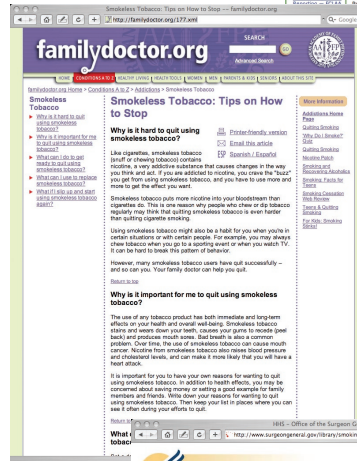 Smokeless Tobacco: Tips on How to Stop -- familydoctor.org
http://familydoctor.org/177.xml
Q- Google
familydoctor.org
SEARCH
GO
Advanced Search
AAFP
HOME CONDITIONS A TO Z HEALTHY LIVING HEALTH TOOLS WOMEN MEN PARENTS & KIDS SENIORS ABOUT THIS SITE
familydoctor.org Home > Conditions A to Z > Addictions > Smokeless Tobacco
Smokeless
Tobacco
Why is it hard to quit
using smokeless
tobacco?
Why is it important for me
to quit using smokeless
tobacco?
What can I do to get
ready to quit using
smokeless tobacco?
Can I use to replace
smokeless tobacco?
What if I slip up and start
using smokeless tobacco
again?
Smokeless Tobacco: Tips on How
to Stop
Why is it hard to quit using
smokeless tobacco?
Printer-friendly version
Email this article
Spanish / Español
Like cigarettes, smokeless tobacco
(snuff or chewing tobacco) contains
nicotine, a very addictive substance that causes changes in the way
you think and act. If you are addicted to nicotine, you crave the "buzz"
you get from using smokeless tobacco, and you have to use more and
more to get the effect you want.
Smokeless tobacco puts more nicotine into your bloodstream than
cigarettes do. This is one reason why people who chew or dip tobacco
regularly may think that quitting smokeless tobacco is even harder
than quitting cigarette smoking.
Using smokeless tobacco might also be a habit for you when you're in
certain situations or with certain people. For example, you may always
chew tobacco when you go to a sporting event or when you watch TV.
It can be hard to break this pattern of behavior.
However, many smokeless tobacco users have quit successfully –
and so can you. Your family doctor can help you quit.
Return to top
Why is it important for me to quit using smokeless
tobacco?
The use of any tobacco product has both immediate and long-term
effects on your health and overall well-being. Smokeless tobacco
stains and wears down your teeth, causes your gums to recede (peel
back) and produces mouth sores. Bad breath is also a common
problem. Over time, the use of smokeless tobacco can cause mouth
cancer. Nicotine from smokeless tobacco also raises blood pressure
and cholesterol levels, and can make it more likely that you will have a
heart attack.
It is important for you to have your own reasons for wanting to quit
using smokeless tobacco. In addition to health effects, you may be
concerned about saving money or setting a good example for family
members and friends. Write down your reasons for wanting to quit
using smokeless tobacco. Then keep your list in places where you can
see it often during your efforts to quit.
Return to
What
More Information
Addictions Home
Page
Quitting Smoking
Why Do I Smoke?
Quiz
Quitting Smoking
Nicotine Patch
Smoking and
Recovering Alcoholics
Smoking: Facts for
Teens
Smoking Cessation
Web Review
Teens & Quitting
Smoking
For Kids: Smoking
Stinks!
HHS - Office of the Surgeon G
http://www.surgeongeneral.gov/library/smokin